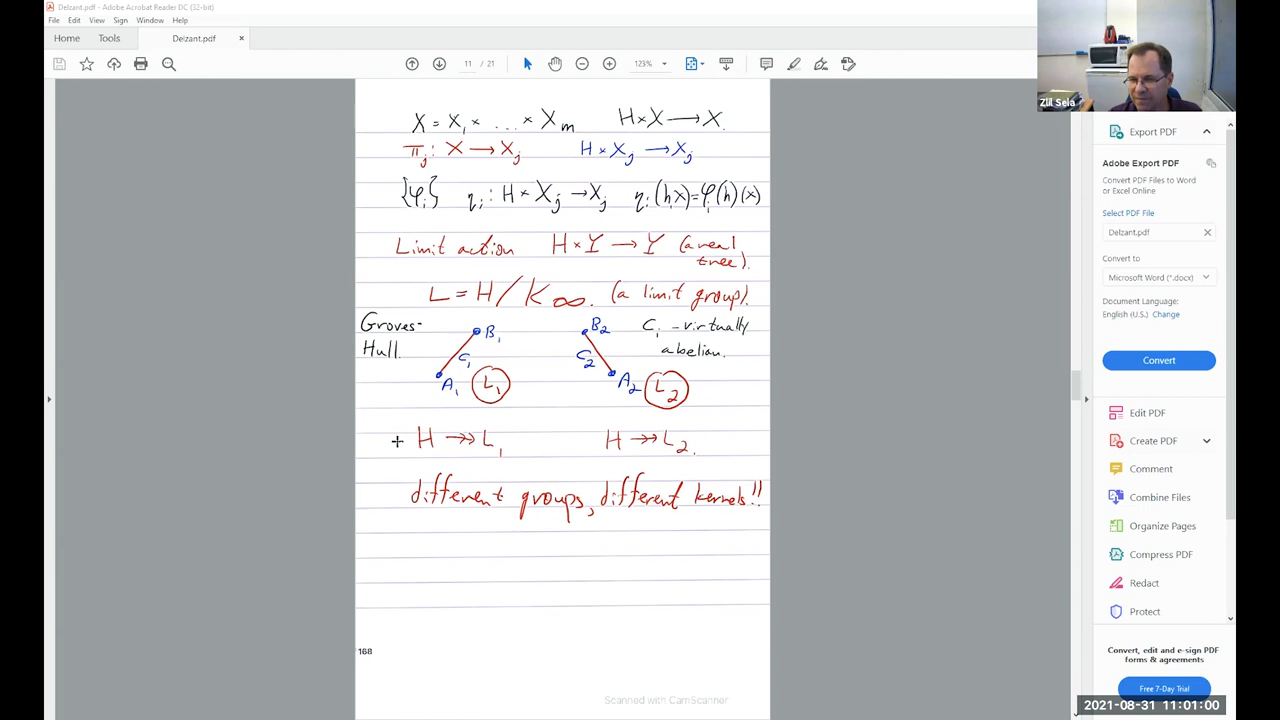 Delzant.pdf - Adobe Acrobat Reader DC (32-bit)
File Edit View Sign Window Help
Home Tools Delzant.pdf ×
11 / 123%
X = X₁ × ... × Xₘ H × X → X.
πⱼ : X → Xⱼ H × Xⱼ → Xⱼ
{φᵢ} ηᵢ : H × Xⱼ → Xⱼ ηᵢ(h,x) = φᵢ(h)(x)
Limit action H × Y → Y (a real
tree).
L = H / K∞. (a limit group).
Groves- B₁ B₂ Cᵢ - virtually
Hull. C₁ C₂ abelian.
A₁ L₁ A₂ L₂
H ↠ L₁ H ↠ L₂.
different groups, different kernels!!
168
Scanned with CamScanner
Zlil Sela
Export PDF
Adobe Export PDF
Convert PDF Files to Word
or Excel Online
Select PDF File
Delzant.pdf
Convert to
Microsoft Word (*.docx)
Document Language:
English (U.S.) Change
Convert
Edit PDF
Create PDF
Comment
Combine Files
Organize Pages
Compress PDF
Redact
Protect
Convert, edit and e-sign PDF
forms & agreements
Free 7-Day Trial
2021-08-31 11:01:00